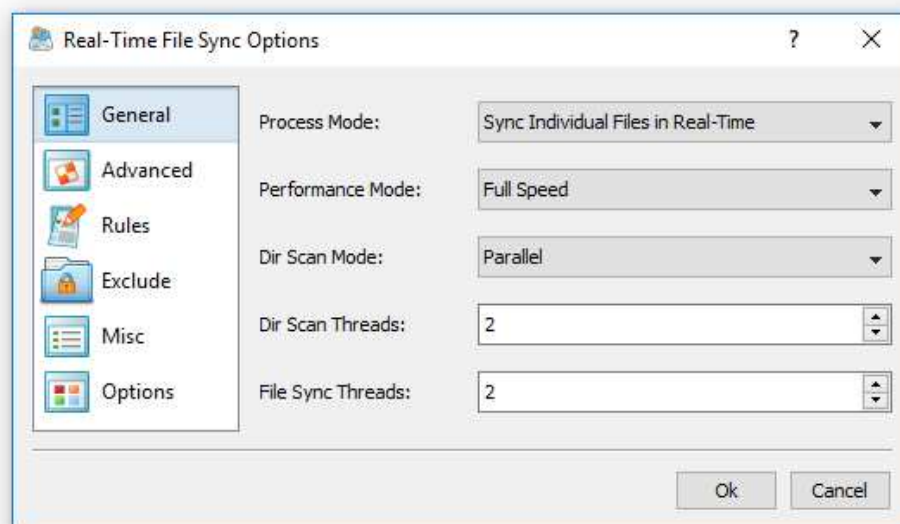 Real-Time File Sync Options
?
General
Advanced
Rules
Exclude
Misc
Options
Process Mode: Sync Individual Files in Real-Time
Performance Mode: Full Speed
Dir Scan Mode: Parallel
Dir Scan Threads: 2
File Sync Threads: 2
Ok Cancel